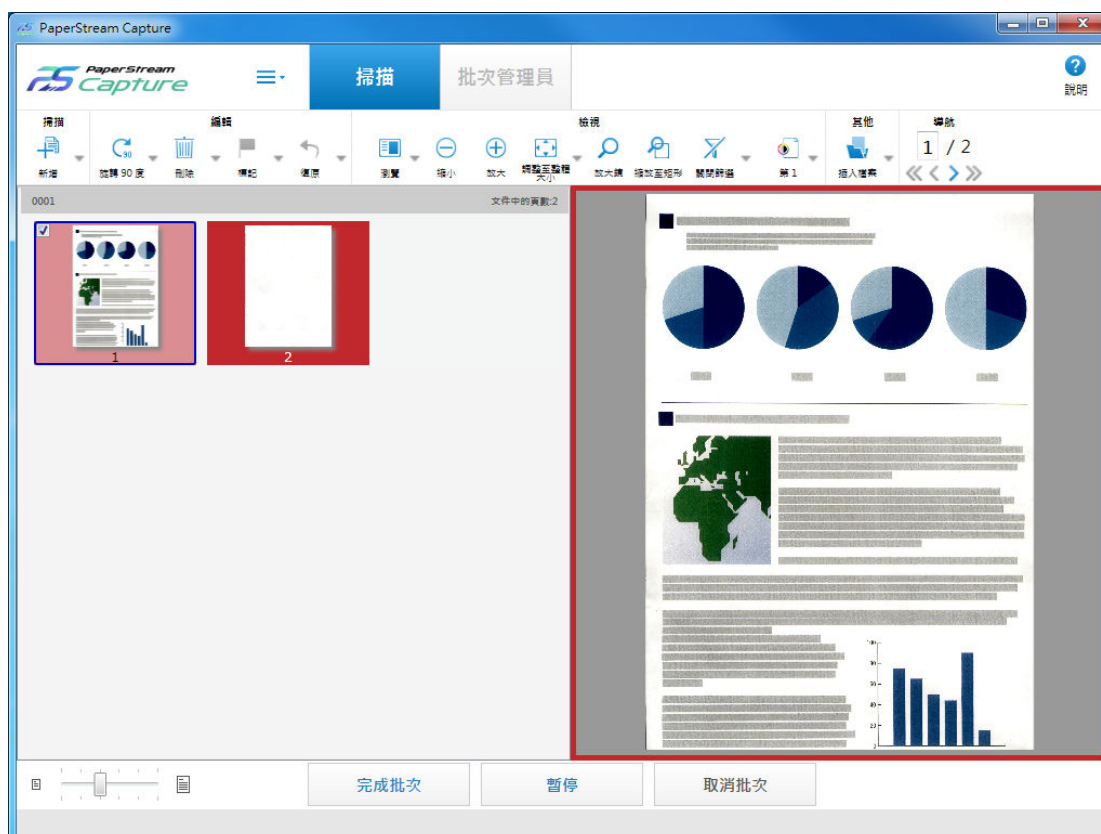 PaperStream Capture
PaperStream
Capture
掃描
批次管理員
說明
掃描
編輯
檢視
其他
導航
新增
90
旋轉 90 度
刪除
標記
復原
瀏覽
縮小
放大
調整至整體大小
放大鏡
縮放至矩形
關閉篩選
第 1
插入檔案
1 / 2
0001
文件中的頁數:2
1
2
完成批次
暫停
取消批次